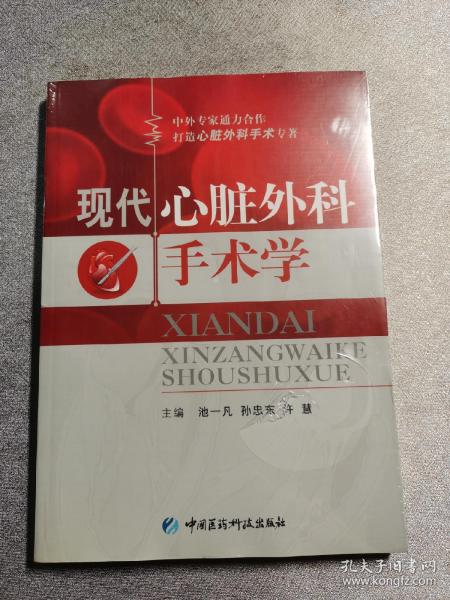 中外专家通力合作
打造心脏外科手术专著
现代心脏外科
手术学
XIANDAI
XINZANGWAIKE
SHOUSHUXUE
主编 池一凡 孙忠东 许 慧
中国医药科技出版社
孔夫子旧书网
www.kongfz.com